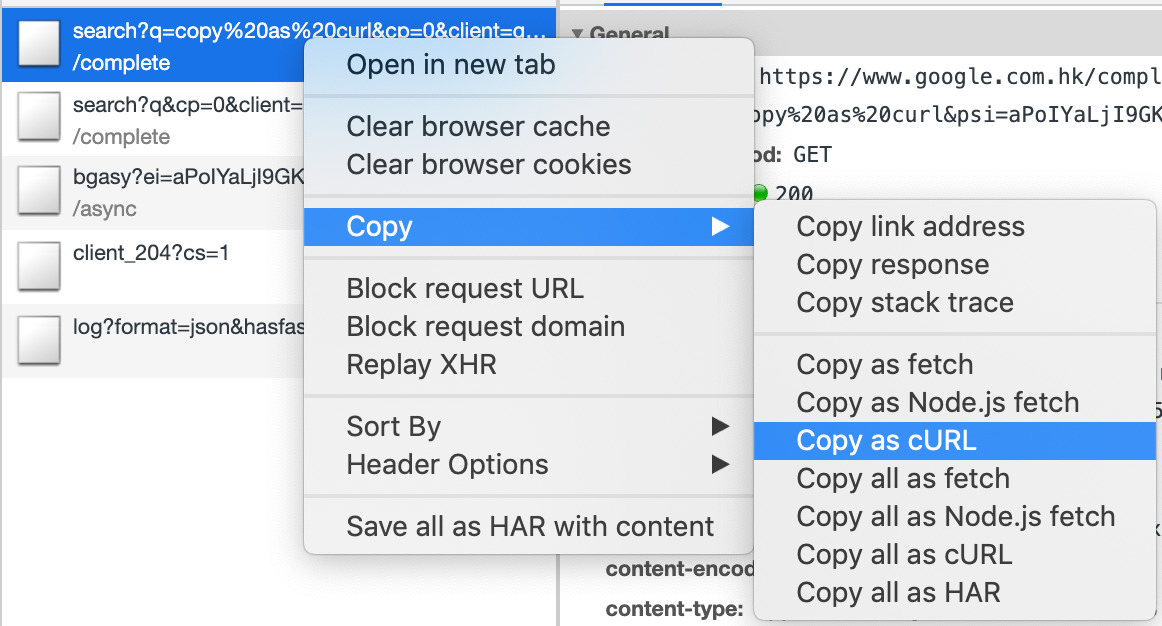 search?q=copy%20as%20curl&cp=0&client=g...
/complete
search?q&cp=0&client=
/complete
bgasy?ei=aPoIYaLjI9GK
/async
client_204?cs=1
log?format=json&hasfas
Open in new tab
Clear browser cache
Clear browser cookies
Copy
Block request URL
Block request domain
Replay XHR
Sort By
Header Options
Save all as HAR with content
General
https://www.google.com.hk/compl
opy%20as%20curl&psi=aPoIYaLjI9GK
od: GET
200
Copy link address
Copy response
Copy stack trace
Copy as fetch
Copy as Node.js fetch
Copy as cURL
Copy all as fetch
Copy all as Node.js fetch
Copy all as cURL
Copy all as HAR
content-encod
content-type: